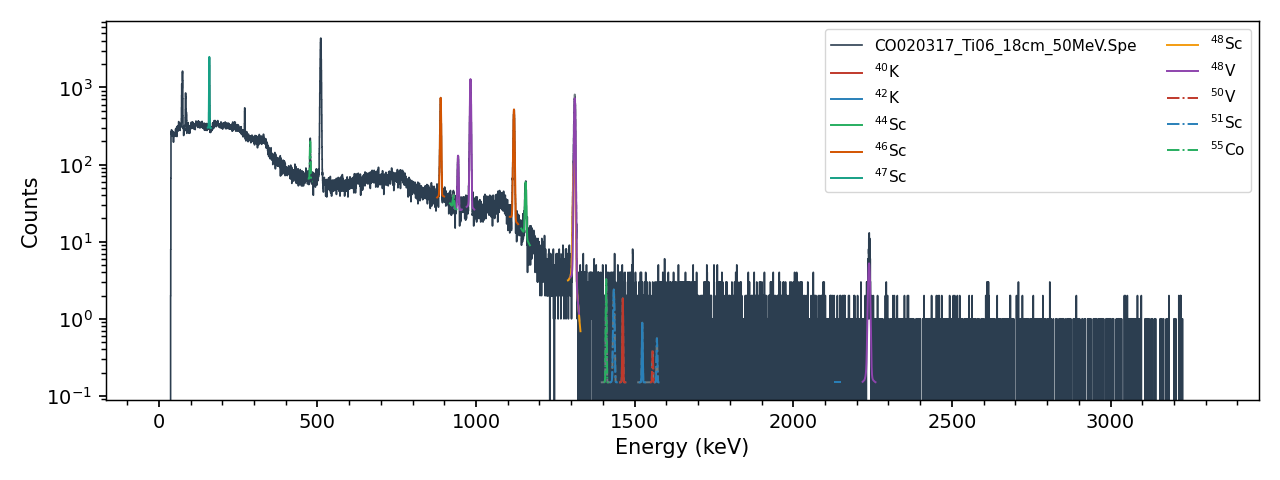 CO020317_Ti06_18cm_50MeV.Spe
⁴⁰K
⁴²K
⁴⁴Sc
⁴⁶Sc
⁴⁷Sc
⁴⁸Sc
⁴⁸V
⁵⁰V
⁵¹Sc
⁵⁵Co
10³
10²
10¹
10⁰
10⁻¹
Counts
0 500 1000 1500 2000 2500 3000
Energy (keV)